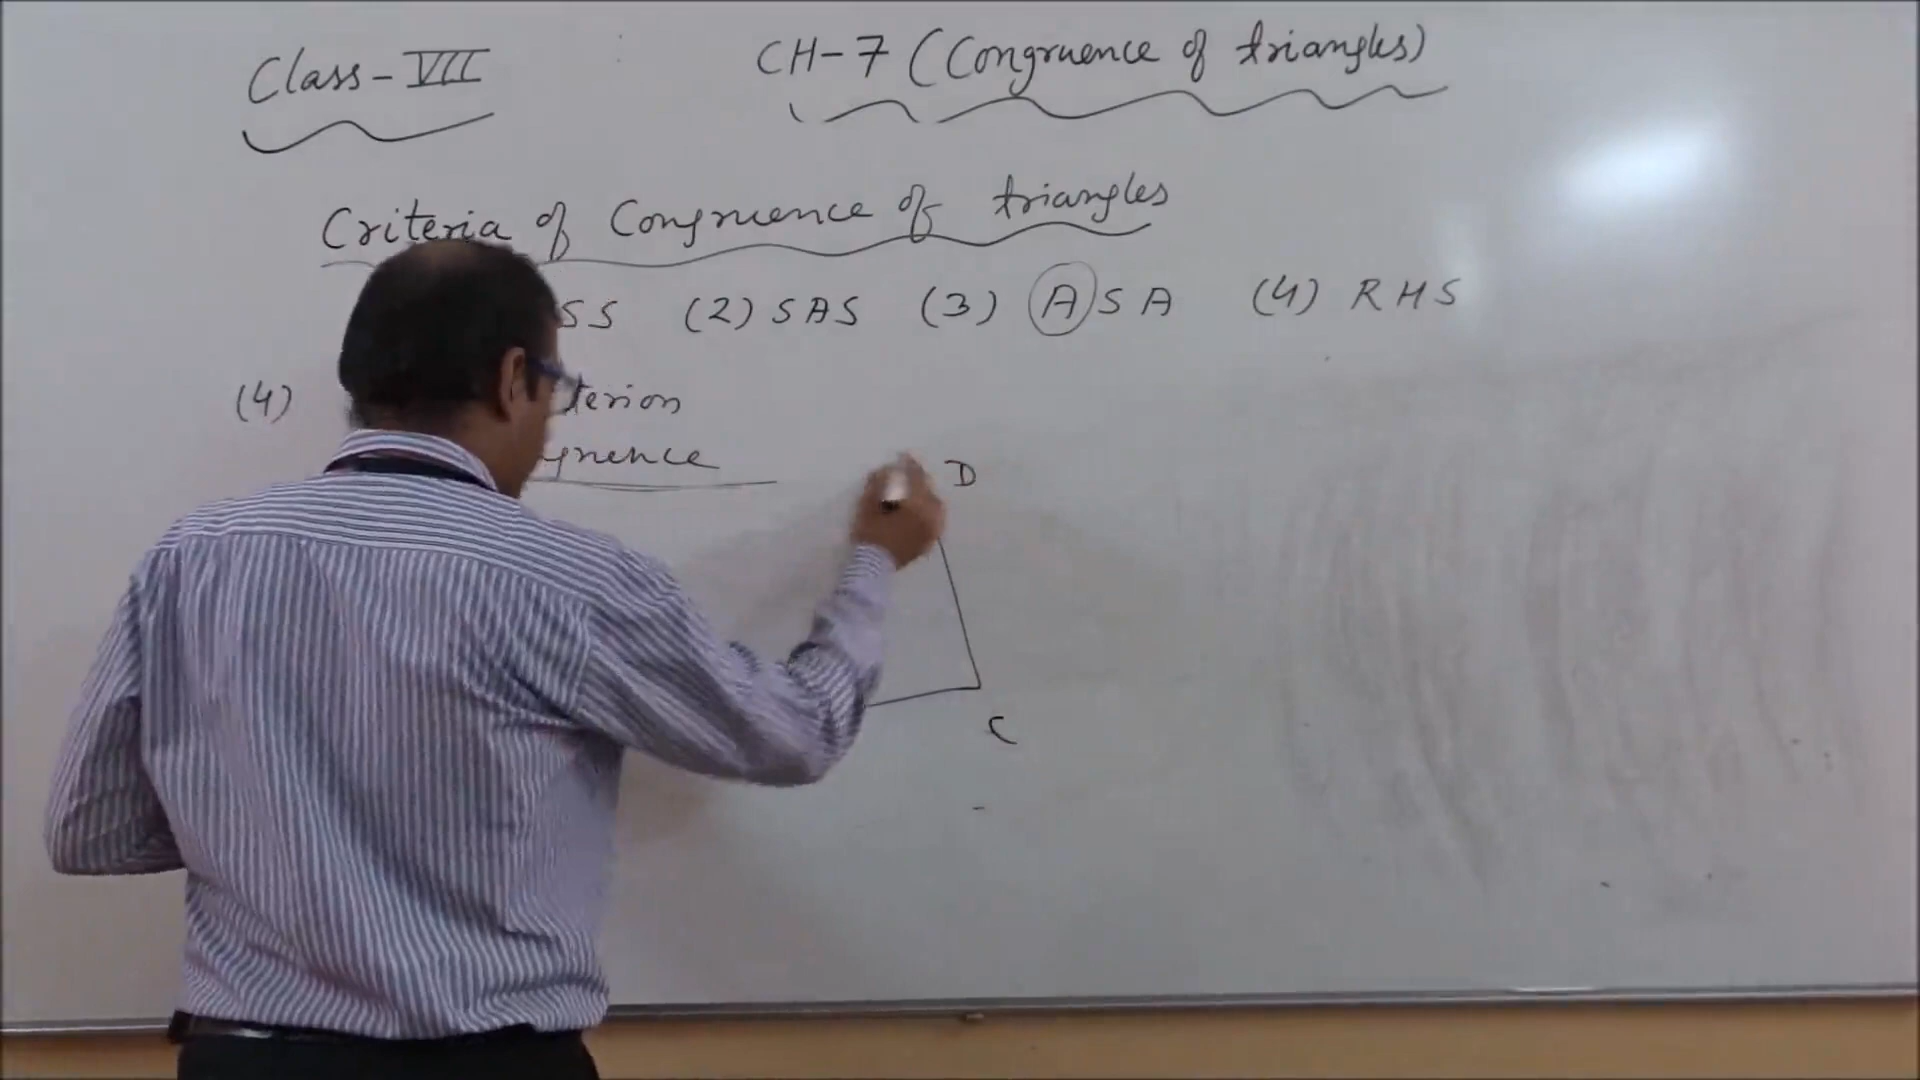 Class-VII
CH-7 (Congruence of triangles)
Criteria of Congruence of triangles
SS (2) SAS (3) ASA (4) RHS
(4) terion
gruence
D
C